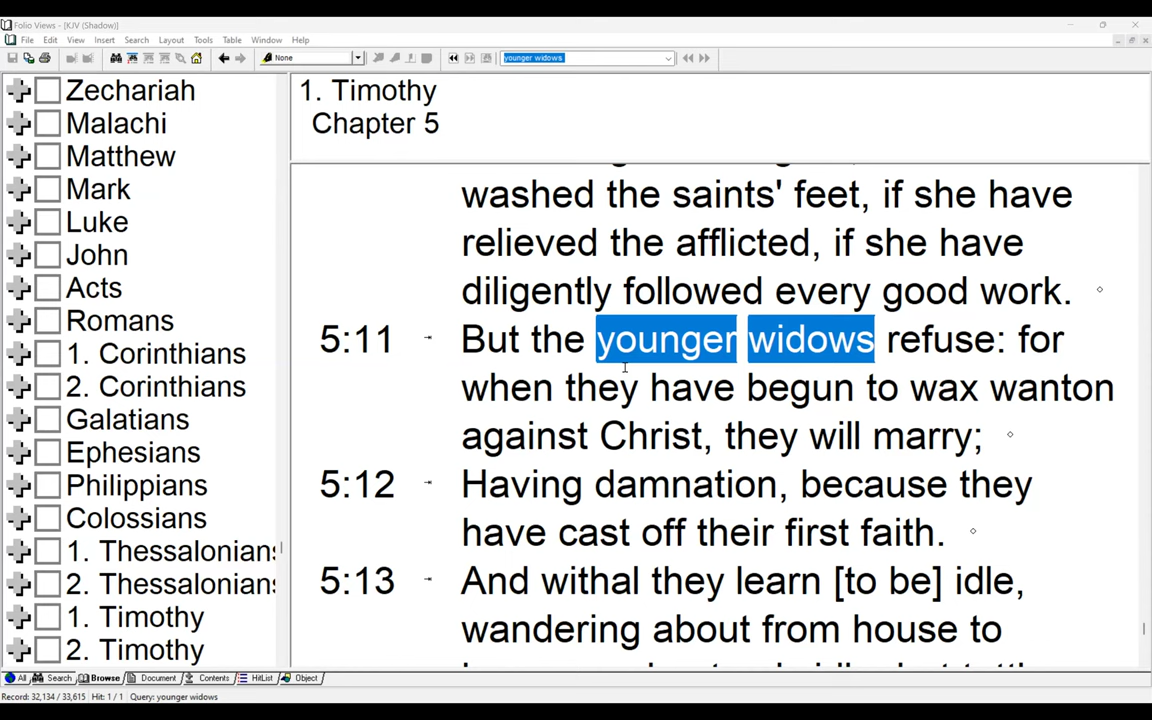 Folio Views - [KJV (Shadow)]
File Edit View Insert Search Layout Tools Table Window Help
None
younger widows
Zechariah
Malachi
Matthew
Mark
Luke
John
Acts
Romans
1. Corinthians
2. Corinthians
Galatians
Ephesians
Philippians
Colossians
1. Thessalonians
2. Thessalonians
1. Timothy
2. Timothy
1. Timothy
Chapter 5
washed the saints' feet, if she have
relieved the afflicted, if she have
diligently followed every good work.
5:11 But the younger widows refuse: for
when they have begun to wax wanton
against Christ, they will marry;
5:12 Having damnation, because they
have cast off their first faith.
5:13 And withal they learn [to be] idle,
wandering about from house to
All Search Browse Document Contents HitList Object
Record: 32,134 / 33,615 Hit: 1 / 1 Query: younger widows